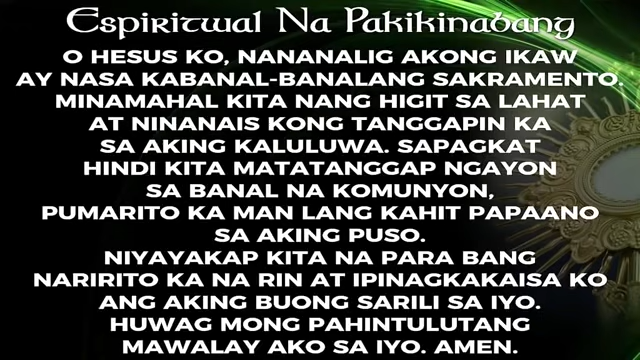 Espiritwal Na Pakikinabang
O HESUS KO, NANANALIG AKONG IKAW
AY NASA KABANAL-BANALANG SAKRAMENTO.
MINAMAHAL KITA NANG HIGIT SA LAHAT
AT NINANAIS KONG TANGGAPIN KA
SA AKING KALULUWA. SAPAGKAT
HINDI KITA MATATANGGAP NGAYON
SA BANAL NA KOMUNYON,
PUMARITO KA MAN LANG KAHIT PAPAANO
SA AKING PUSO.
NIYAYAKAP KITA NA PARA BANG
NARIRITO KA NA RIN AT IPINAGKAKAISA KO
ANG AKING BUONG SARILI SA IYO.
HUWAG MONG PAHINTULUTANG
MAWALAY AKO SA IYO. AMEN.